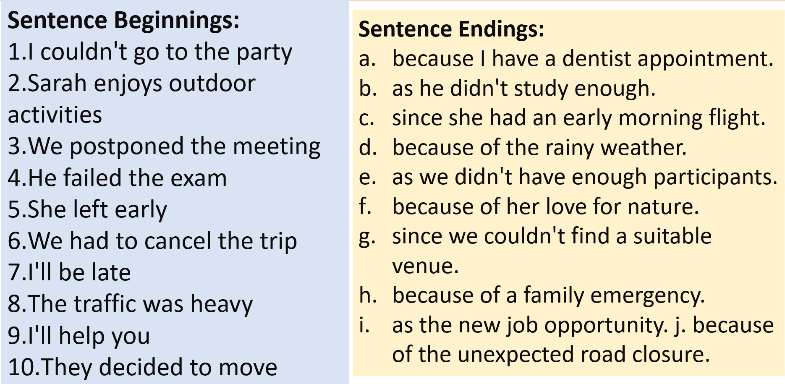 Sentence Beginnings:
1.I couldn't go to the party
2.Sarah enjoys outdoor
activities
3.We postponed the meeting
4.He failed the exam
5.She left early
6.We had to cancel the trip
7.I'll be late
8.The traffic was heavy
9.I'll help you
10.They decided to move
Sentence Endings:
a. because I have a dentist appointment.
b. as he didn't study enough.
c. since she had an early morning flight.
d. because of the rainy weather.
e. as we didn't have enough participants.
f. because of her love for nature.
g. since we couldn't find a suitable
venue.
h. because of a family emergency.
i. as the new job opportunity. j. because
of the unexpected road closure.